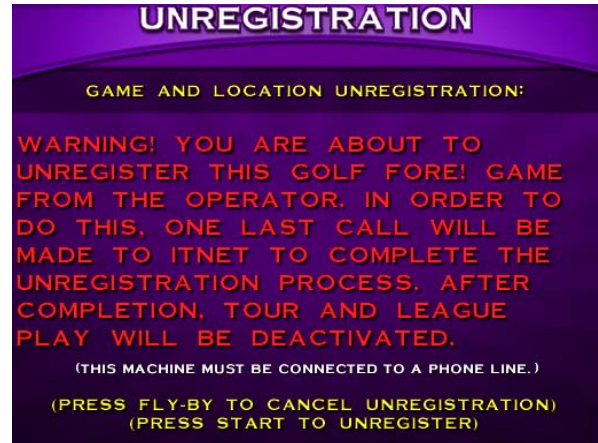 UNREGISTRATION
GAME AND LOCATION UNREGISTRATION:
WARNING! YOU ARE ABOUT TO
UNREGISTER THIS GOLF FORE! GAME
FROM THE OPERATOR. IN ORDER TO
DO THIS, ONE LAST CALL WILL BE
MADE TO ITNET TO COMPLETE THE
UNREGISTRATION PROCESS. AFTER
COMPLETION, TOUR AND LEAGUE
PLAY WILL BE DEACTIVATED.
(THIS MACHINE MUST BE CONNECTED TO A PHONE LINE.)
(PRESS FLY-BY TO CANCEL UNREGISTRATION)
(PRESS START TO UNREGISTER)